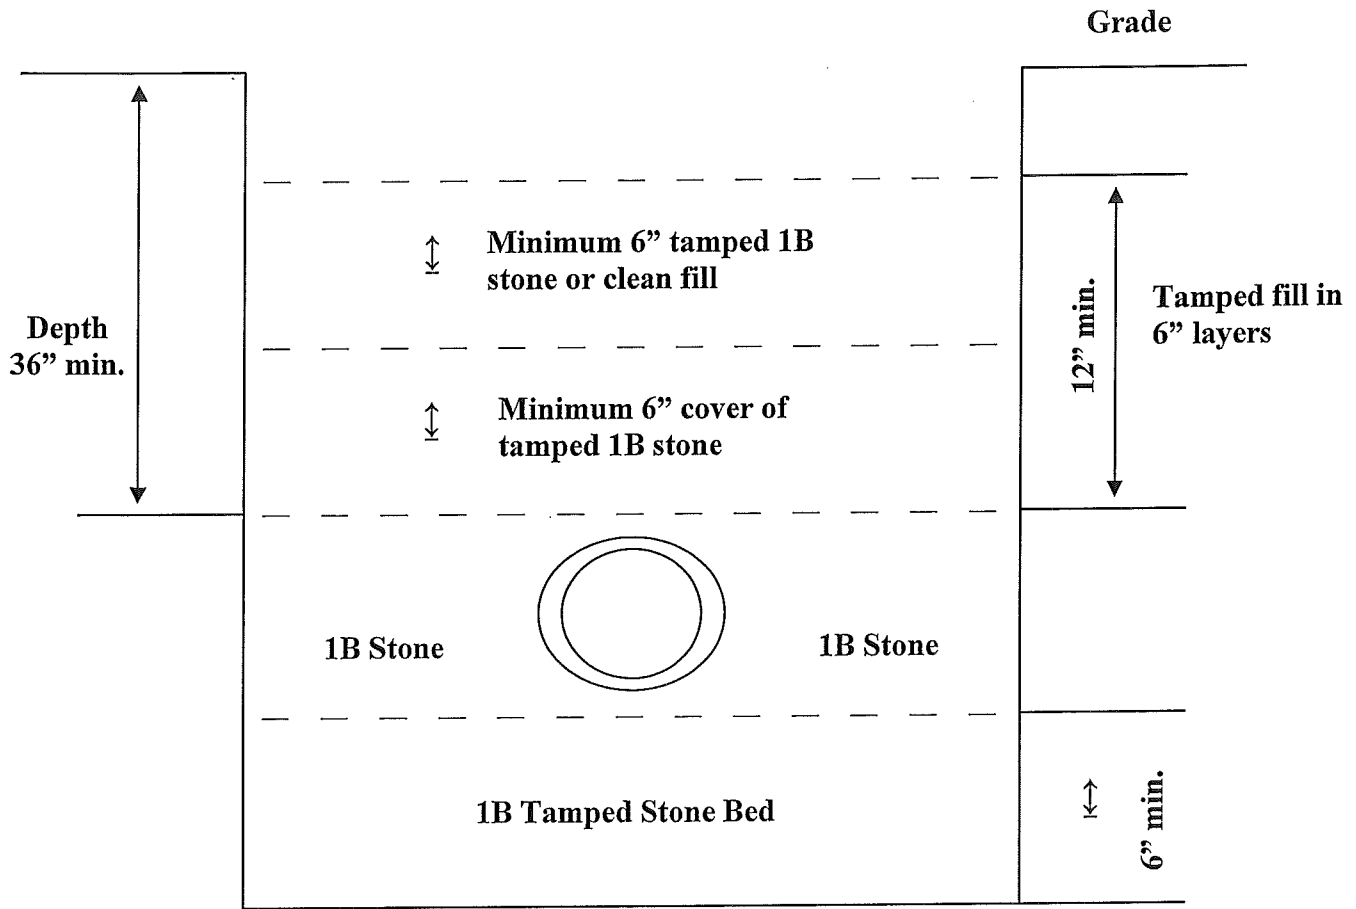 Grade
Minimum 6” tamped 1B
stone or clean fill
Depth
36” min.
12” min.
Tamped fill in
6” layers
Minimum 6” cover of
tamped 1B stone
1B Stone
1B Stone
1B Tamped Stone Bed
6” min.